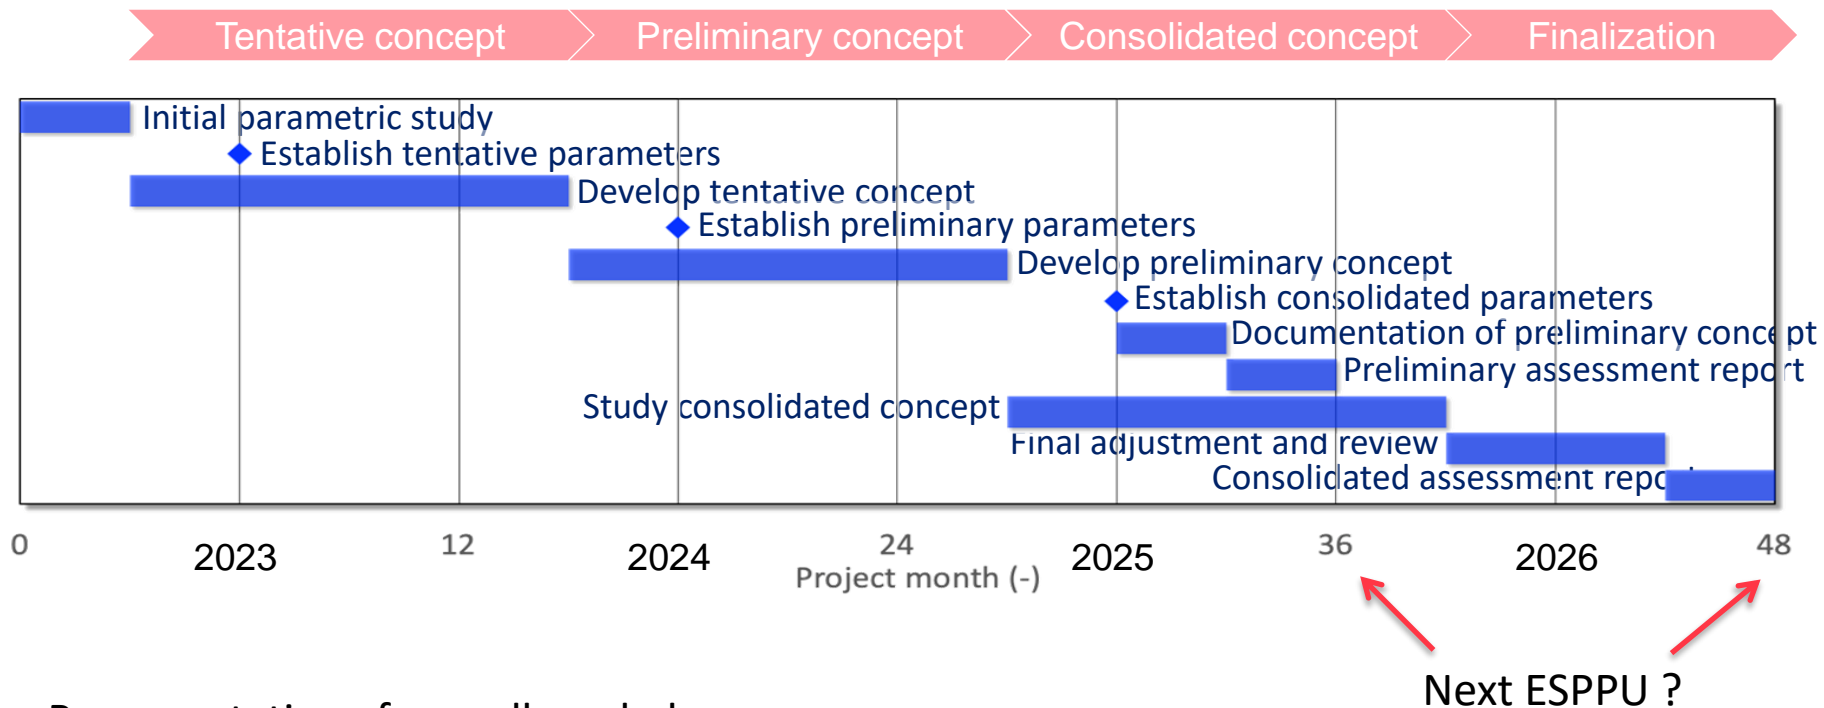 Tentative concept
Preliminary concept
Consolidated concept
Finalization
Initial parametric study
Establish tentative parameters
Develop tentative concept
Establish preliminary parameters
Develop preliminary concept
Establish consolidated parameters
Documentation of preliminary concept
Preliminary assessment report
Study consolidated concept
Final adjustment and review
Consolidated assessment repo
0 2023 12 2024 24 2025 36 2026 48
Project month (-)
Next ESPPU ?